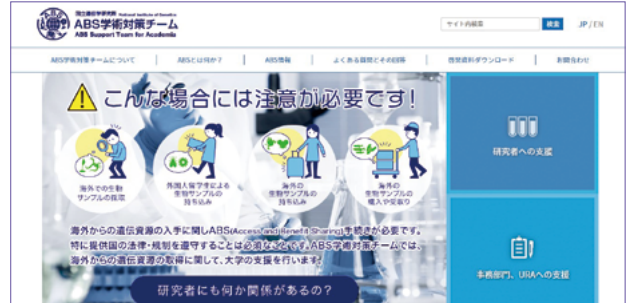 国立遺伝学研究所 National Institute of Genetics
ABS学術対策チーム
ABS Support Team for Academia
サイト内検索
検索
JP / EN
ABS学術対策チームについて
ABSとは何か？
ABS情報
よくある質問とその回答
啓発資料ダウンロード
お問合わせ
こんな場合には注意が必要です！
海外での生物
サンプルの採取
外国人留学生による
生物サンプルの
持ち込み
海外の
生物サンプルの
持ち込み
海外の
生物サンプルの
購入や受取り
海外からの遺伝資源の入手に関しABS(Access and Benefit Sharing)手続きが必要です。
特に提供国の法律・規制を遵守することは必須なことです。ABS学術対策チームでは、
海外からの遺伝資源の取得に関して、大学の支援を行います。
研究者にも何か関係があるの？
研究者への支援
事務部門、URAへの支援